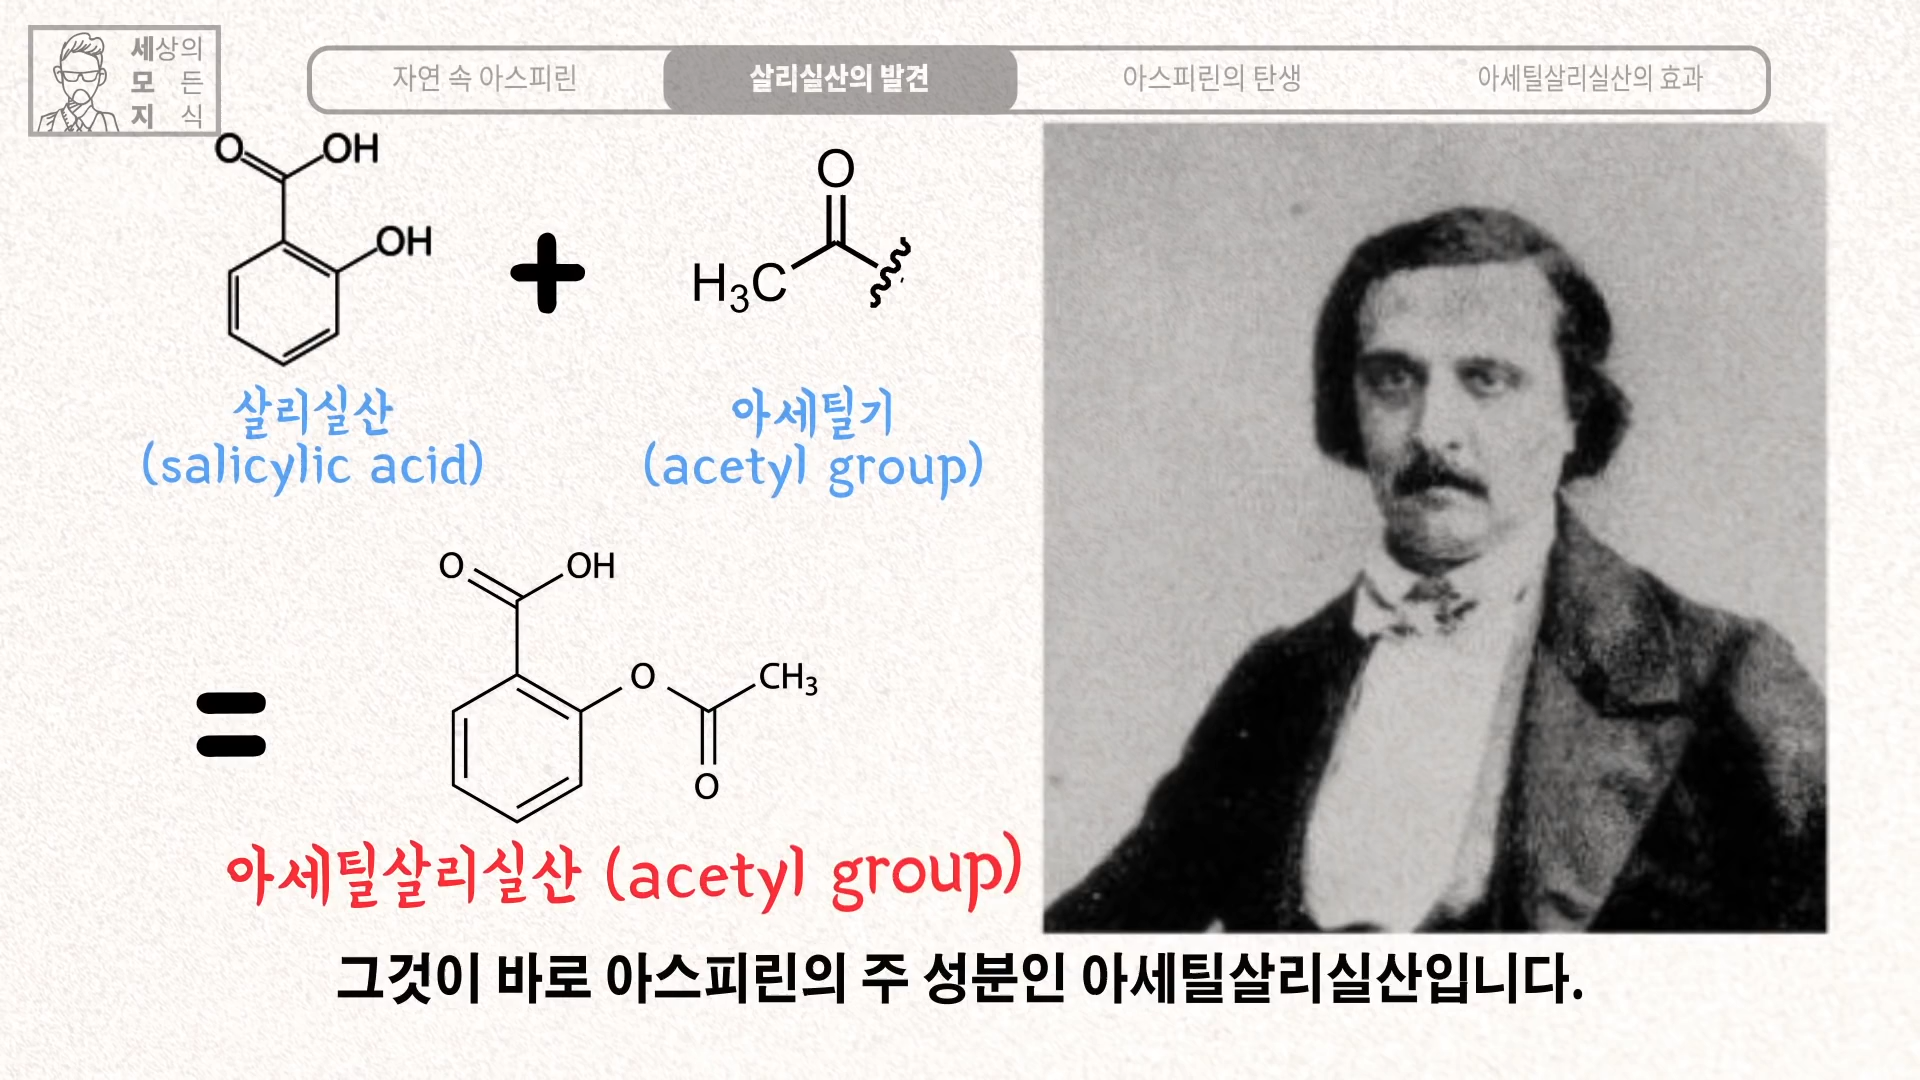 세상의
모든
지식
자연 속 아스피린
살리실산의 발견
아스피린의 탄생
아세틸살리실산의 효과
O
OH
OH
O
H₃C
살리실산
(salicylic acid)
아세틸기
(acetyl group)
O
OH
O
CH₃
O
아세틸살리실산 (acetyl group)
그것이 바로 아스피린의 주 성분인 아세틸살리실산입니다.